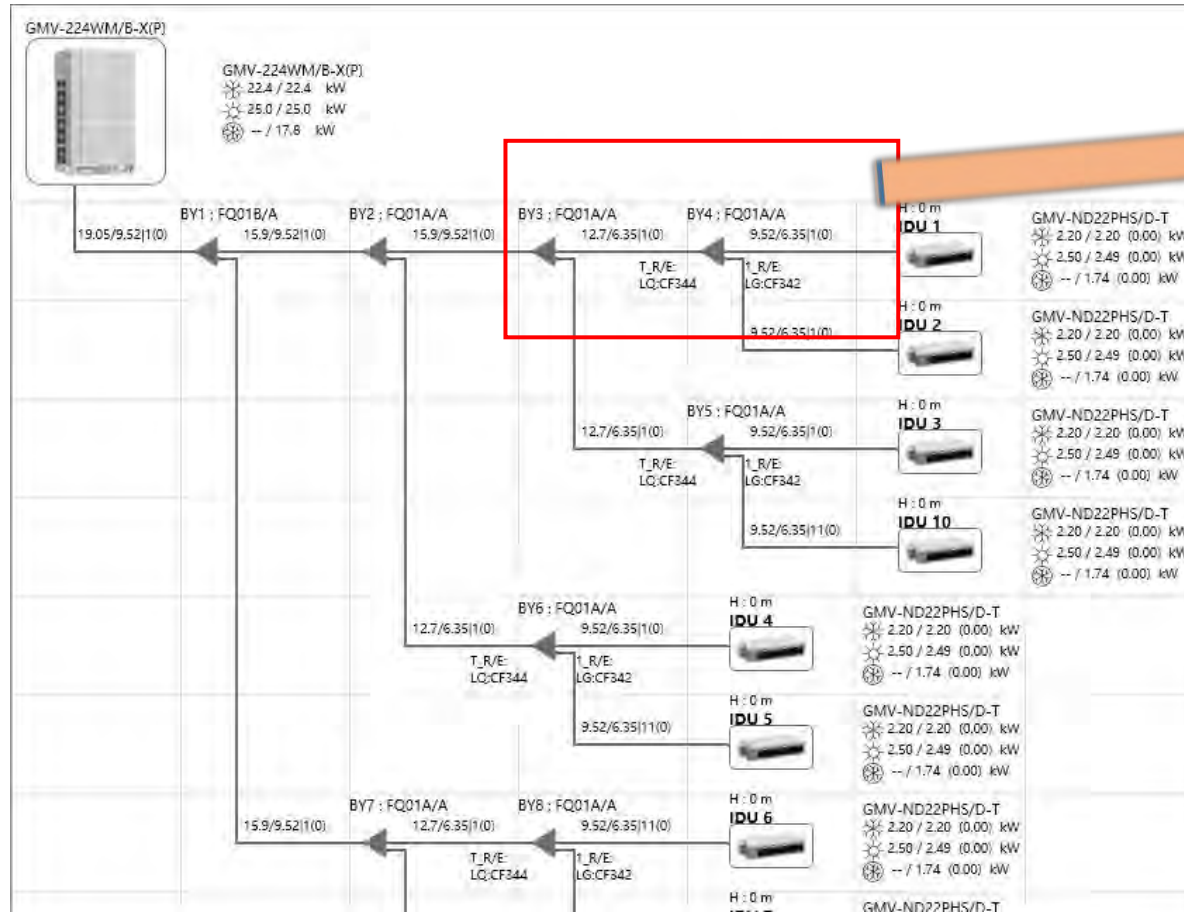 GMV-224WM/B-X(P)
GMV-224WM/B-X(P)
22.4 / 22.4 kW
25.0 / 25.0 kW
-- / 17.8 kW
BY1 : FQ01B/A
BY2 : FQ01A/A
BY3 : FQ01A/A
BY4 : FQ01A/A
19.05/9.52|1(0)
15.9/9.52|1(0)
15.9/9.52|1(0)
12.7/6.35|1(0)
9.52/6.35|1(0)
T_R/E:
LQ:CF344
1_R/E:
LG:CF342
H : 0 m
IDU 1
GMV-ND22PHS/D-T
2.20 / 2.20 (0.00) kW
2.50 / 2.49 (0.00) kW
-- / 1.74 (0.00) kW
9.52/6.35|1(0)
H : 0 m
IDU 2
GMV-ND22PHS/D-T
2.20 / 2.20 (0.00) kW
2.50 / 2.49 (0.00) kW
-- / 1.74 (0.00) kW
BY5 : FQ01A/A
12.7/6.35|1(0)
9.52/6.35|1(0)
T_R/E:
LQ:CF344
1_R/E:
LG:CF342
H : 0 m
IDU 3
GMV-ND22PHS/D-T
2.20 / 2.20 (0.00) kW
2.50 / 2.49 (0.00) kW
-- / 1.74 (0.00) kW
9.52/6.35|11(0)
H : 0 m
IDU 10
GMV-ND22PHS/D-T
2.20 / 2.20 (0.00) kW
2.50 / 2.49 (0.00) kW
-- / 1.74 (0.00) kW
BY6 : FQ01A/A
12.7/6.35|1(0)
9.52/6.35|1(0)
T_R/E:
LQ:CF344
1_R/E:
LG:CF342
H : 0 m
IDU 4
GMV-ND22PHS/D-T
2.20 / 2.20 (0.00) kW
2.50 / 2.49 (0.00) kW
-- / 1.74 (0.00) kW
9.52/6.35|11(0)
H : 0 m
IDU 5
GMV-ND22PHS/D-T
2.20 / 2.20 (0.00) kW
2.50 / 2.49 (0.00) kW
-- / 1.74 (0.00) kW
BY7 : FQ01A/A
BY8 : FQ01A/A
15.9/9.52|1(0)
12.7/6.35|1(0)
9.52/6.35|11(0)
T_R/E:
LQ:CF344
1_R/E:
LG:CF342
H : 0 m
IDU 6
GMV-ND22PHS/D-T
2.20 / 2.20 (0.00) kW
2.50 / 2.49 (0.00) kW
-- / 1.74 (0.00) kW
H : 0 m
GMV-ND22PHS/D-T